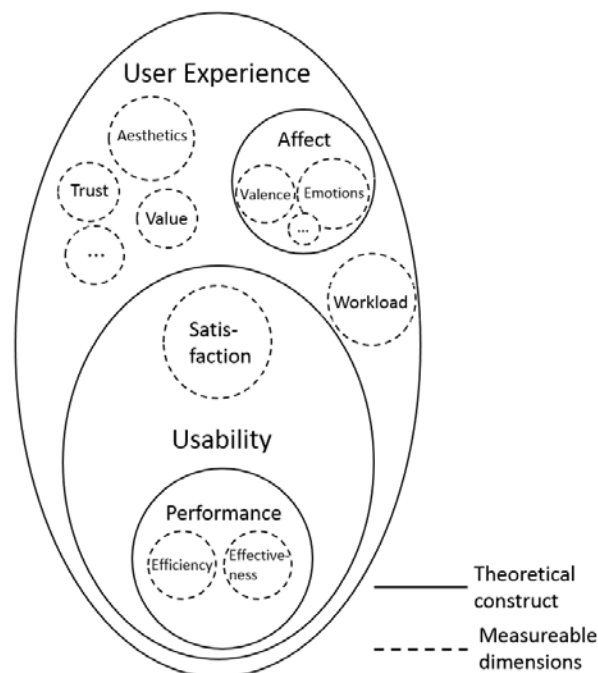 User Experience
Aesthetics
Affect
Trust
Valence
Emotions
Value
...
...
Workload
Satis-
faction
Usability
Performance
Efficiency
Effective-
ness
Theoretical
construct
Measureable
dimensions